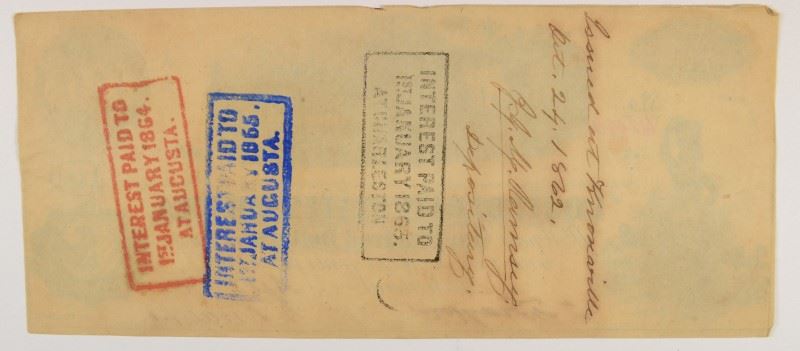 INTEREST PAID TO
1ST JANUARY 1864.
AT AUGUSTA.
INTEREST PAID TO
1ST JANUARY 1865.
AT AUGUSTA.
INTEREST PAID TO
1ST JANUARY 1863.
AT CHARLESTON
Issued at Knoxville
Oct. 24, 1862.
J. G. M. Ramsey
Depositary.